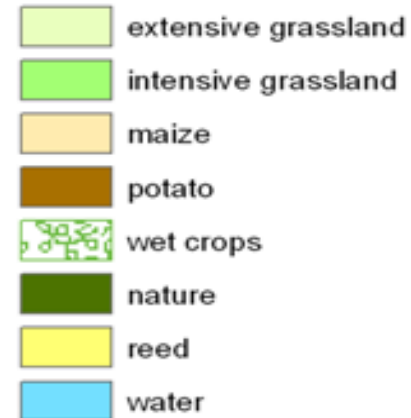 extensive grassland
intensive grassland
maize
potato
wet crops
nature
reed
water